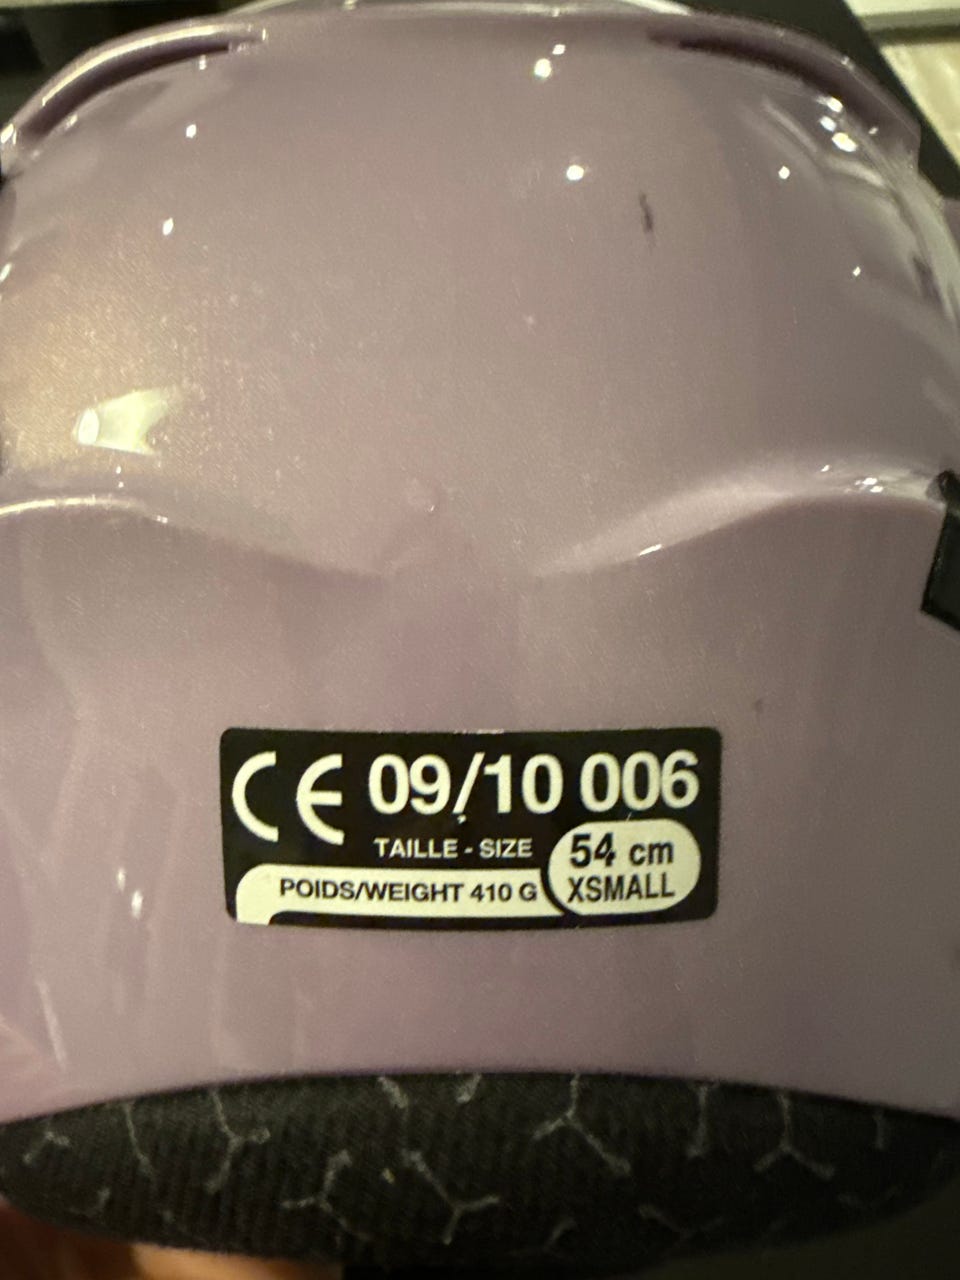 CE 09/10 006
TAILLE - SIZE
54 cm
POIDS/WEIGHT 410 G
XSMALL